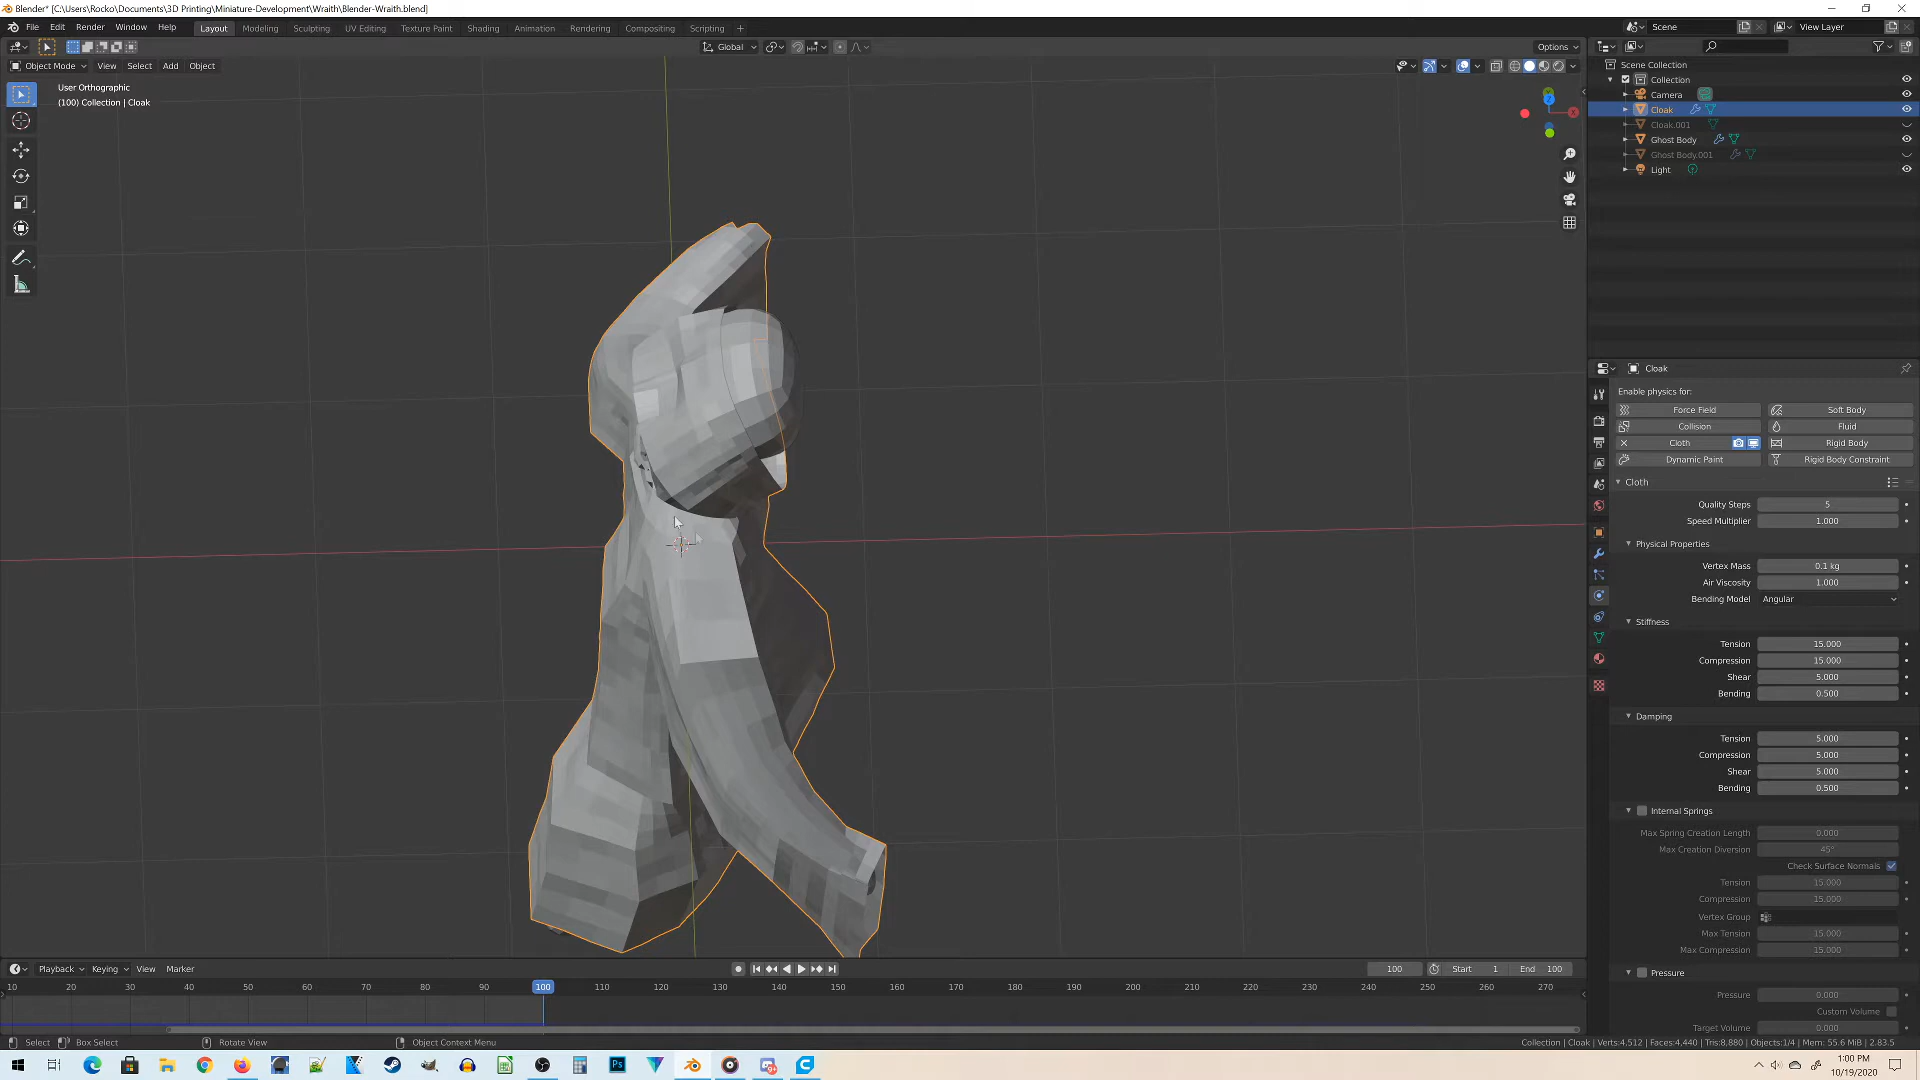 Blender* [C:\Users\Rocko\Documents\3D Printing\Miniature-Development\Wraith\Blender-Wraith.blend]
File Edit Render Window Help Layout Modeling Sculpting UV Editing Texture Paint Shading Animation Rendering Compositing Scripting +
Scene View Layer
Global Options
Object Mode View Select Add Object
User Orthographic
(100) Collection | Cloak
Scene Collection
Collection
Camera
Cloak
Cloak.001
Ghost Body
Ghost Body.001
Light
Cloak
Enable physics for:
Force Field Soft Body
Collision Fluid
Cloth Rigid Body
Dynamic Paint Rigid Body Constraint
Cloth
Quality Steps 5
Speed Multiplier 1.000
Physical Properties
Vertex Mass 0.1 kg
Air Viscosity 1.000
Bending Model Angular
Stiffness
Tension 15.000
Compression 15.000
Shear 5.000
Bending 0.500
Damping
Tension 5.000
Compression 5.000
Shear 5.000
Bending 0.500
Internal Springs
Max Spring Creation Length 0.000
Max Creation Diversion 45°
Check Surface Normals
Tension 15.000
Compression 15.000
Vertex Group
Max Tension 15.000
Max Compression 15.000
Pressure
Pressure 0.000
Custom Volume
Target Volume 0.000
Playback Keying View Marker 100 Start 1 End 100
10 20 30 40 50 60 70 80 90 100 110 120 130 140 150 160 170 180 190 200 210 220 230 240 250 260 270
Select Box Select Rotate View Object Context Menu
Collection | Cloak | Verts:4,512 | Faces:4,440 | Tris:8,880 | Objects:1/4 | Mem: 55.6 MiB | 2.83.5
1:00 PM
10/19/2020